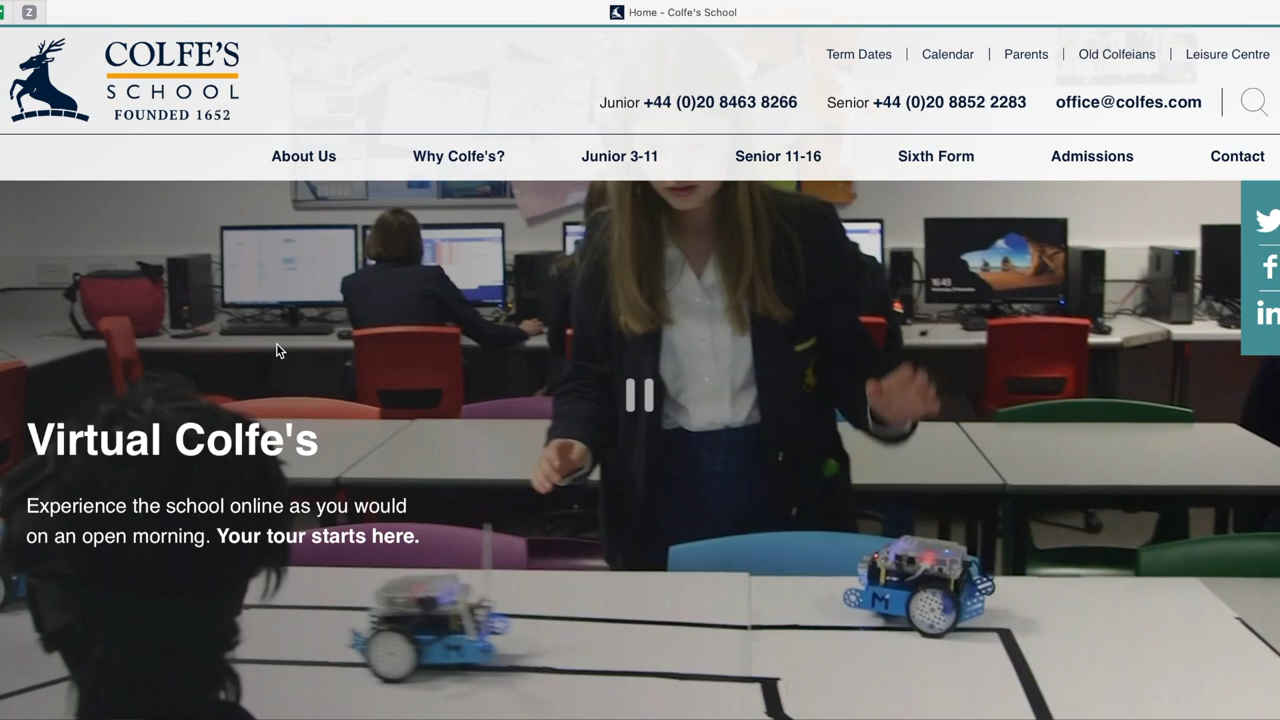 Z
Home - Colfe's School
COLFE'S
SCHOOL
FOUNDED 1652
Term Dates | Calendar | Parents | Old Colfeians | Leisure Centre
Junior +44 (0)20 8463 8266 Senior +44 (0)20 8852 2283 office@colfes.com
About Us Why Colfe's? Junior 3-11 Senior 11-16 Sixth Form Admissions Contact
16:43
Virtual Colfe's
Experience the school online as you would
on an open morning. Your tour starts here.
M